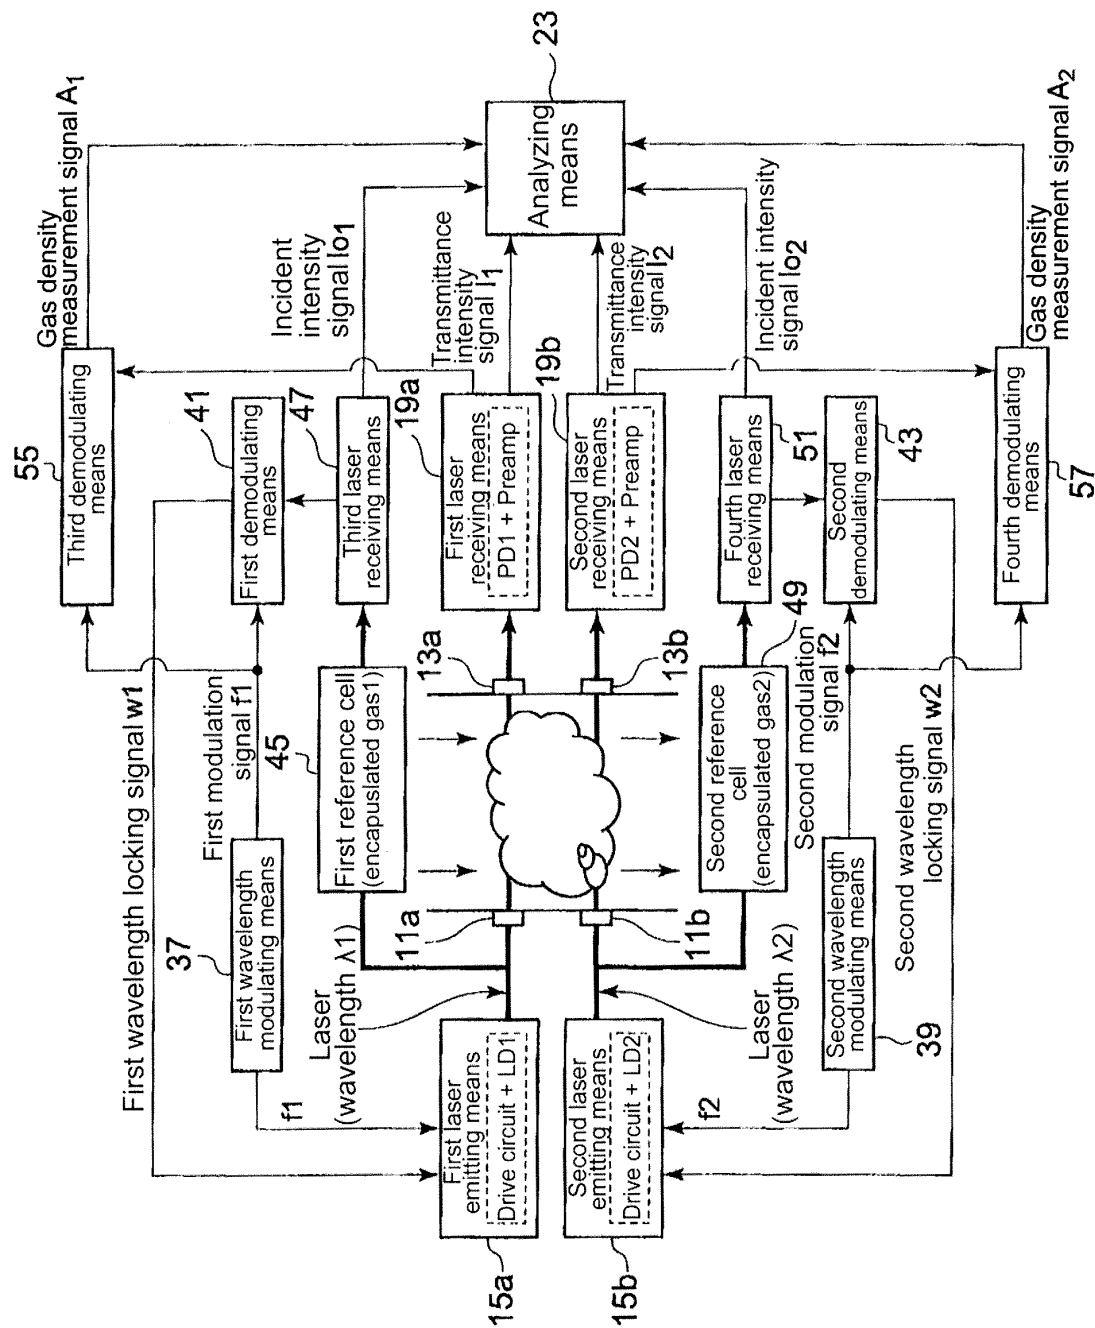 23
Analyzing
means
Gas density
measurement signal A1
Incident
intensity
signal Io1
Transmittance
intensity
signal I1
Transmittance
intensity
signal I2
Incident intensity
signal Io2
Gas density
measurement signal A2
55
Third demodulating
means
41
First demodulating
means
47
Third laser
receiving means
19a
First laser
receiving means
PD1 + Preamp
19b
Second laser
receiving means
PD2 + Preamp
Fourth laser
receiving means
51
Second
demodulating means
43
Fourth demodulating
means
57
First wavelength locking signal w1
First modulation
signal f1
45
First reference cell
(encapuslated gas1)
13a
13b
Second reference
cell
(encapsulated gas2)
49
Second modulation
signal f2
Second wavelength
locking signal w2
37
First wavelength
modulating means
11a
11b
Second wavelength
modulating means
39
f1
Laser
(wavelength λ1)
Laser
(wavelength λ2)
f2
First laser
emitting means
Drive circuit + LD1
15a
Second laser
emitting means
Drive circuit + LD2
15b